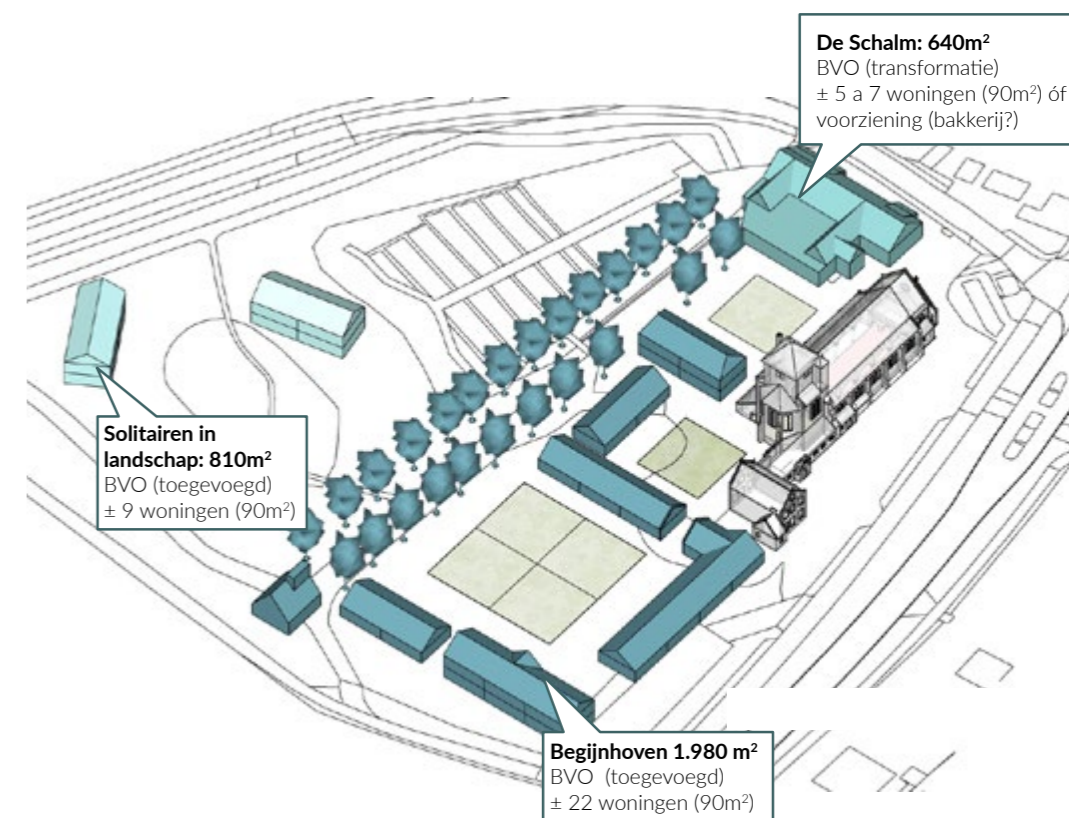 De Schalm: 640m²
BVO (transformatie)
± 5 a 7 woningen (90m²) óf
voorziening (bakkerij?)
Solitairen in
landschap: 810m²
BVO (toegevoegd)
± 9 woningen (90m²)
Begijnhoven 1.980 m²
BVO (toegevoegd)
± 22 woningen (90m²)